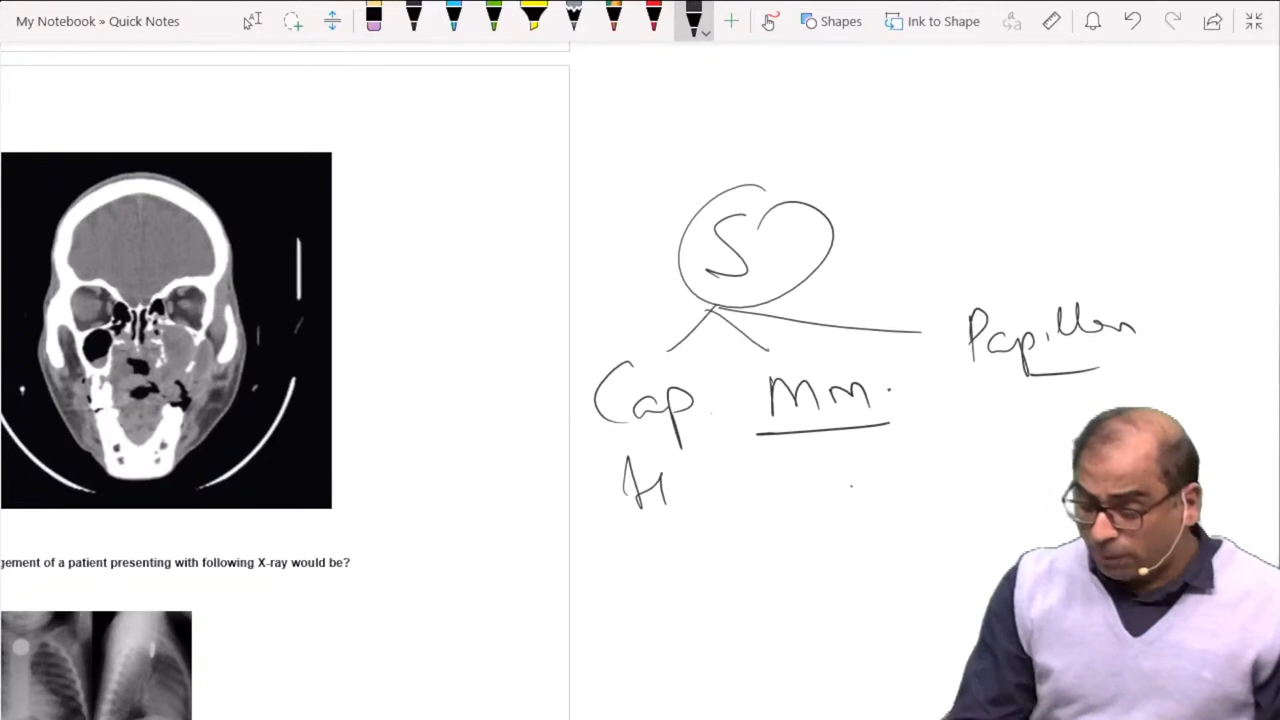 My Notebook » Quick Notes
Shapes
Ink to Shape
S
Papillon
Cap MM.
H
gement of a patient presenting with following X-ray would be?